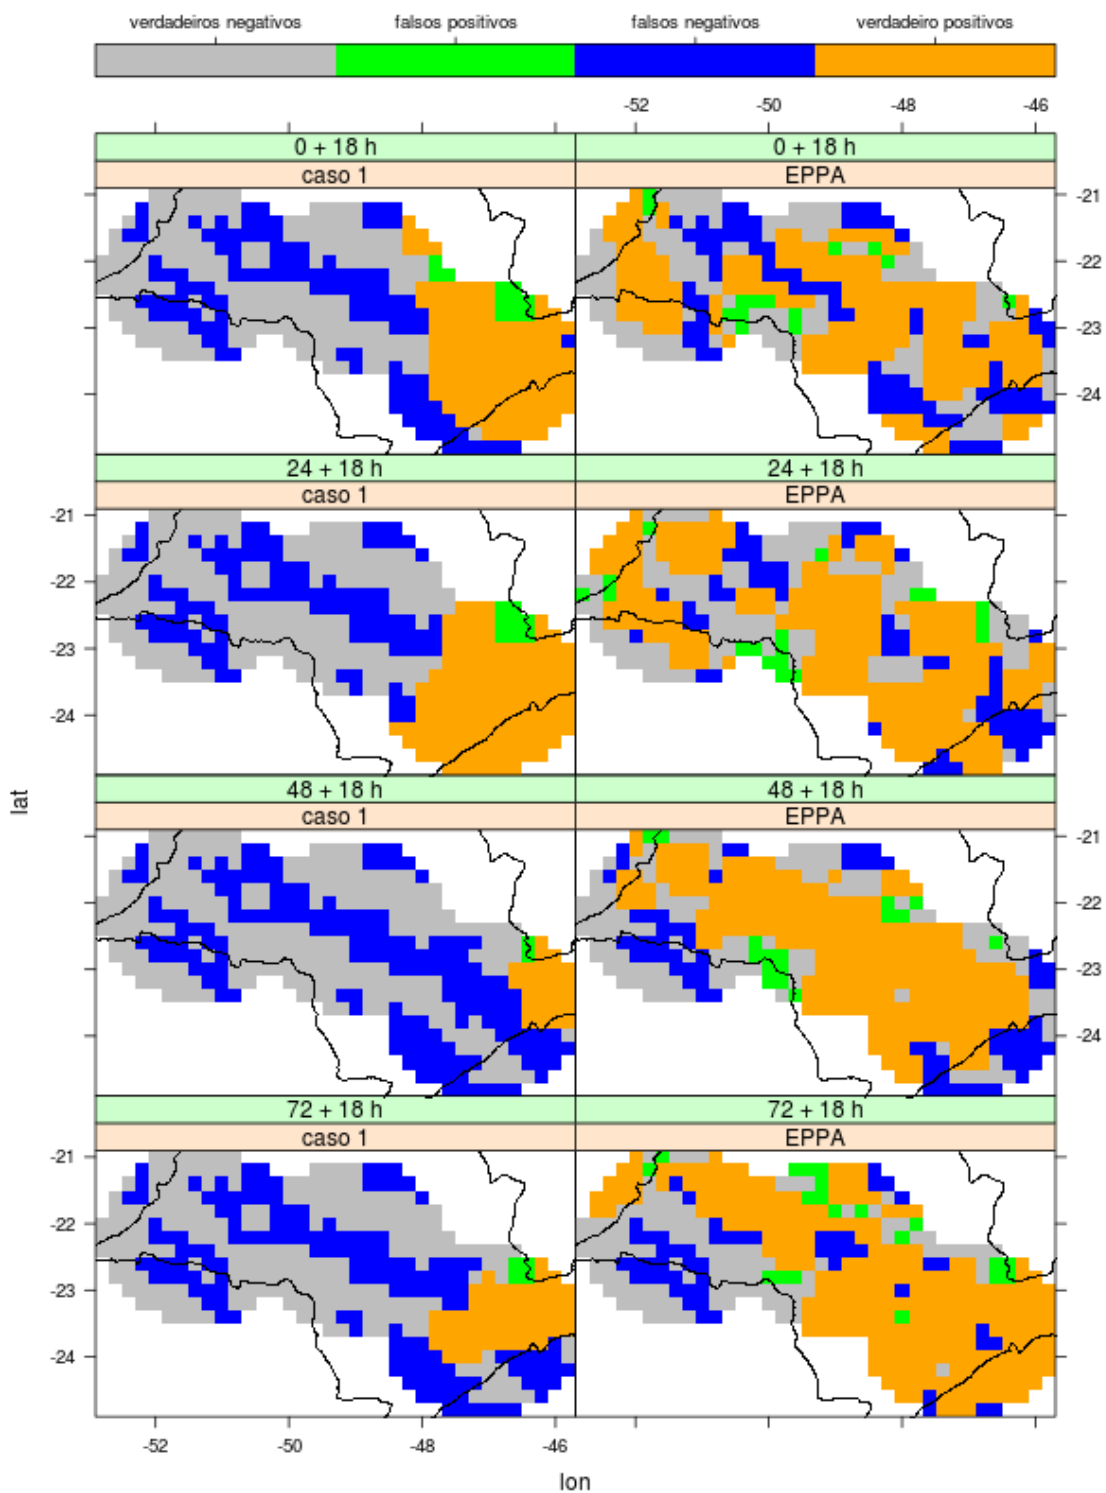 verdadeiros negativos falsos positivos falsos negativos verdadeiro positivos
-52 -50 -48 -46
0 + 18 h 0 + 18 h
caso 1 EPPA
-21
-22
-23
-24
24 + 18 h 24 + 18 h
caso 1 EPPA
-21
-22
-23
-24
lat
48 + 18 h 48 + 18 h
caso 1 EPPA
-21
-22
-23
-24
72 + 18 h 72 + 18 h
caso 1 EPPA
-21
-22
-23
-24
-52 -50 -48 -46
lon